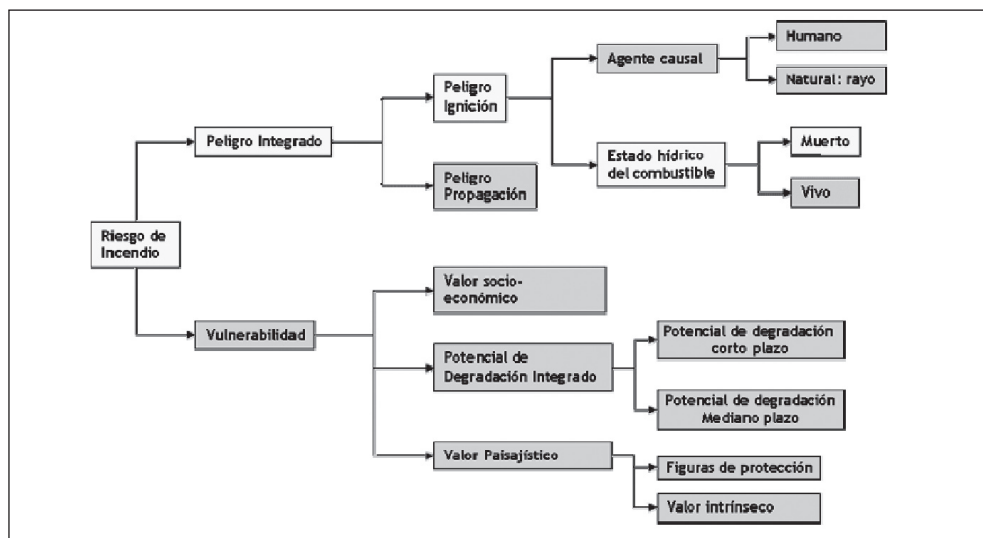 Riesgo de
Incendio
Peligro Integrado
Peligro
Ignición
Agente causal
Humano
Natural: rayo
Estado hídrico
del combustible
Muerto
Vivo
Peligro
Propagación
Vulnerabilidad
Valor socio-
económico
Potencial de
Degradación Integrado
Potencial de degradación
corto plazo
Potencial de degradación
Mediano plazo
Valor Paisajístico
Figuras de protección
Valor intrínseco